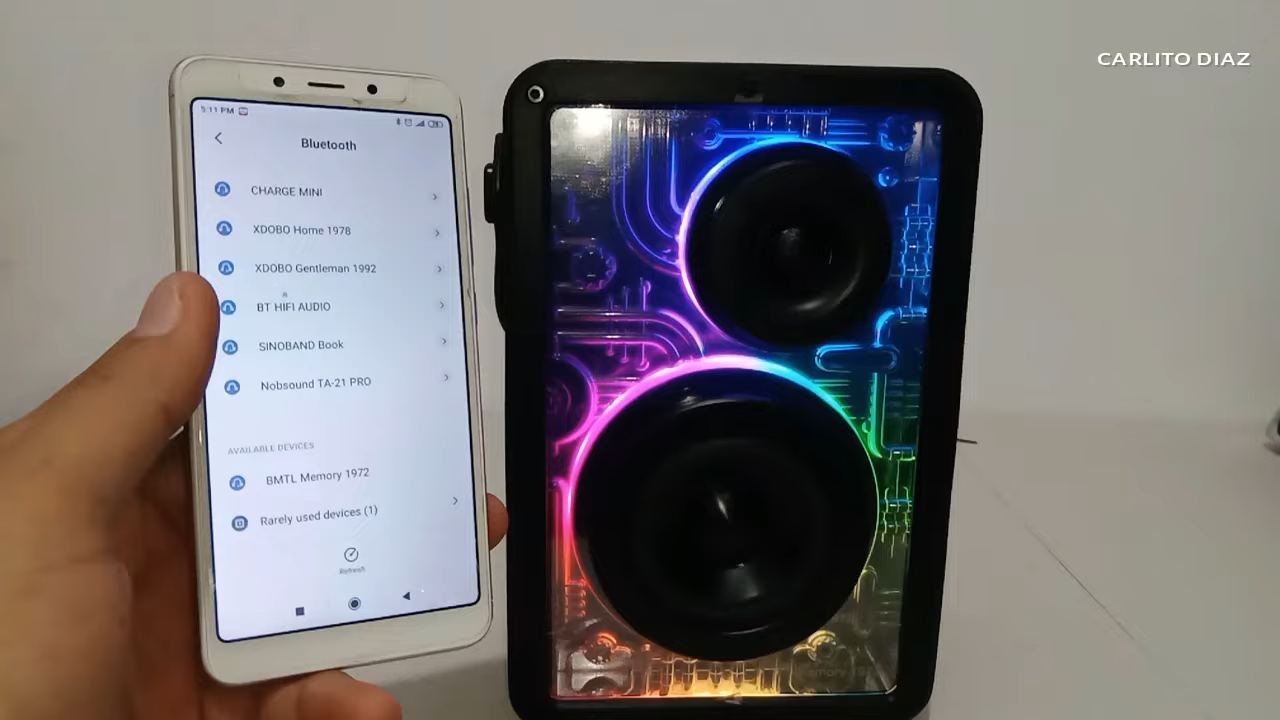 CARLITO DIAZ
5:11 PM
Bluetooth
CHARGE MINI
XDOBO Home 1978
XDOBO Gentleman 1992
BT HIFI AUDIO
SINOBAND Book
Nobsound TA-21 PRO
AVAILABLE DEVICES
BMTL Memory 1972
Rarely used devices (1)
Refresh